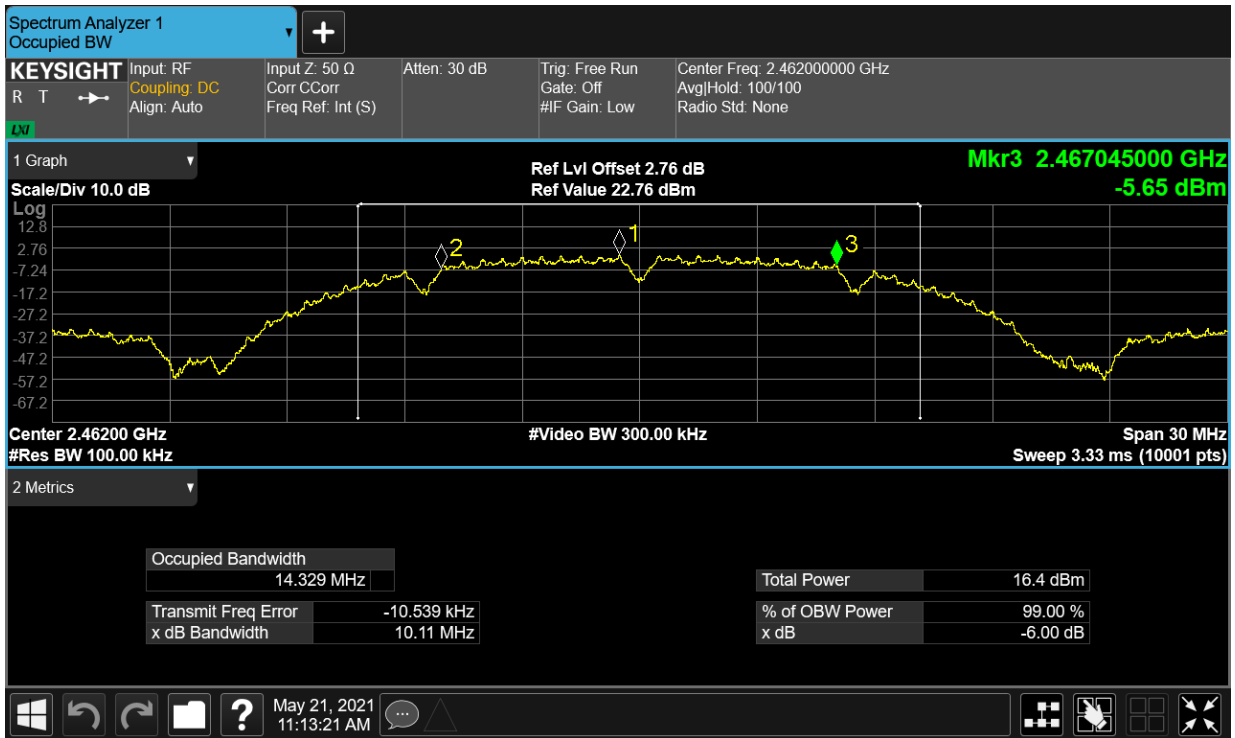 Spectrum Analyzer 1
Occupied BW
▼
+
KEYSIGHT
R T
LXI
Input: RF
Coupling: DC
Align: Auto
Input Z: 50 Ω
Corr CCorr
Freq Ref: Int (S)
Atten: 30 dB
Trig: Free Run
Gate: Off
#IF Gain: Low
Center Freq: 2.462000000 GHz
Avg|Hold: 100/100
Radio Std: None
1 Graph ▼
Scale/Div 10.0 dB
Ref Lvl Offset 2.76 dB
Ref Value 22.76 dBm
Mkr3 2.467045000 GHz
-5.65 dBm
Log
12.8
2.76
-7.24
-17.2
-27.2
-37.2
-47.2
-57.2
-67.2
2
1
3
Center 2.46200 GHz
#Res BW 100.00 kHz
#Video BW 300.00 kHz
Span 30 MHz
Sweep 3.33 ms (10001 pts)
2 Metrics ▼
Occupied Bandwidth
14.329 MHz
Transmit Freq Error -10.539 kHz
x dB Bandwidth 10.11 MHz
Total Power 16.4 dBm
% of OBW Power 99.00 %
x dB -6.00 dB
?
May 21, 2021
11:13:21 AM